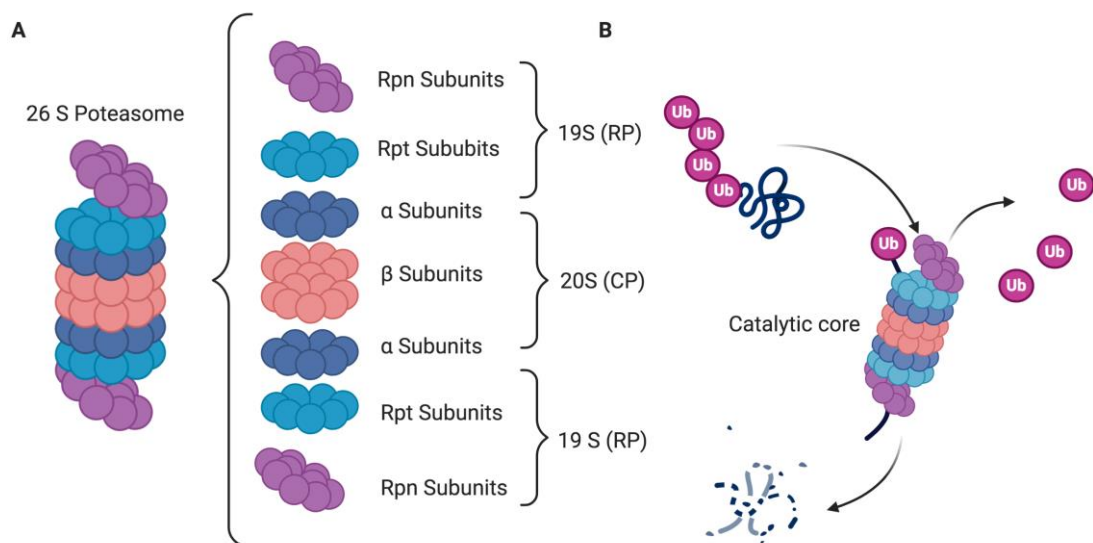 A
26 S Poteasome
Rpn Subunits
Rpt Fububits
α Subunits
β Subunits
α Subunits
Rpt Subunits
Rpn Subunits
19S (RP)
20S (CP)
19 S (RP)
B
Ub
Ub
Ub
Ub
Ub
Catalytic core
Ub
Ub
Ub